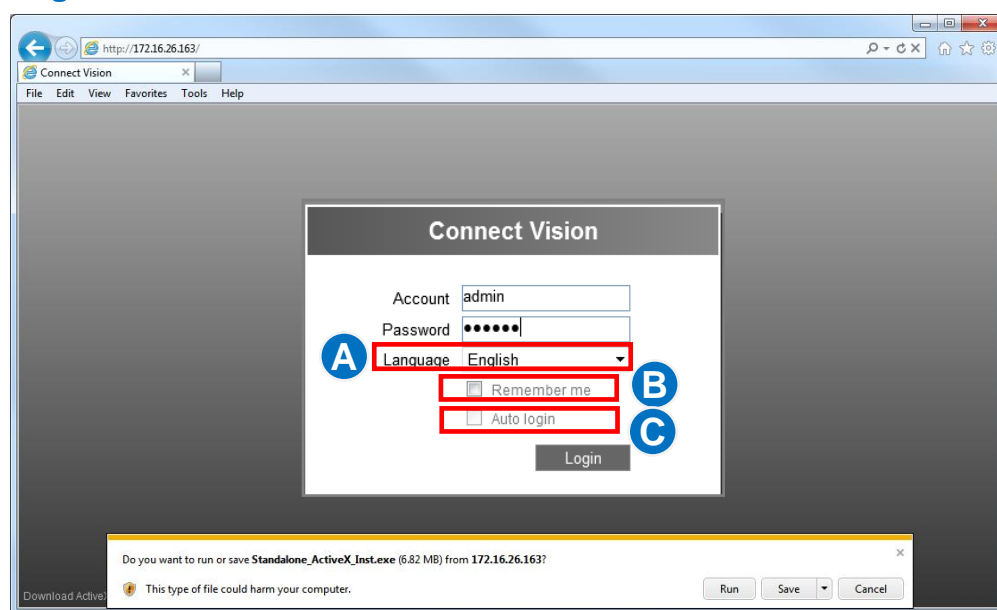 http://172.16.26.163/
Connect Vision
File Edit View Favorites Tools Help
Connect Vision
Account admin
Password ●●●●●●
A Language English
Remember me B
Auto login C
Login
Do you want to run or save Standalone_ActiveX_Inst.exe (6.82 MB) from 172.16.26.163?
This type of file could harm your computer.
Run Save Cancel
Download Active